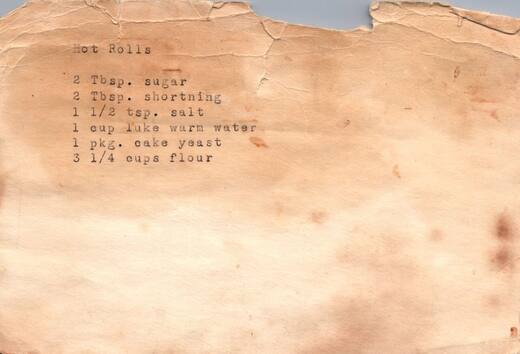 Hot Rolls
2 Tbsp. sugar
2 Tbsp. shortning
1 1/2 tsp. salt
1 cup luke warm water
1 pkg. cake yeast
3 1/4 cups flour